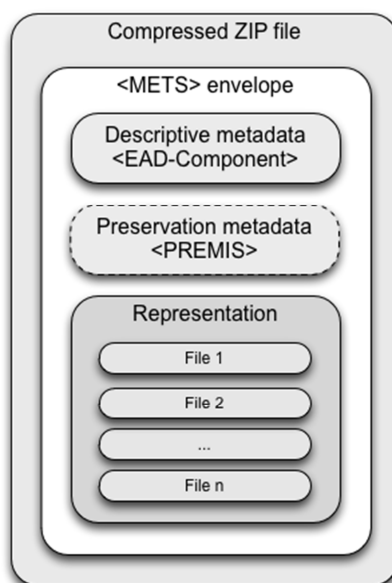 Compressed ZIP file
<METS> envelope
Descriptive metadata
<EAD-Component>
Preservation metadata
<PREMIS>
Representation
File 1
File 2
...
File n